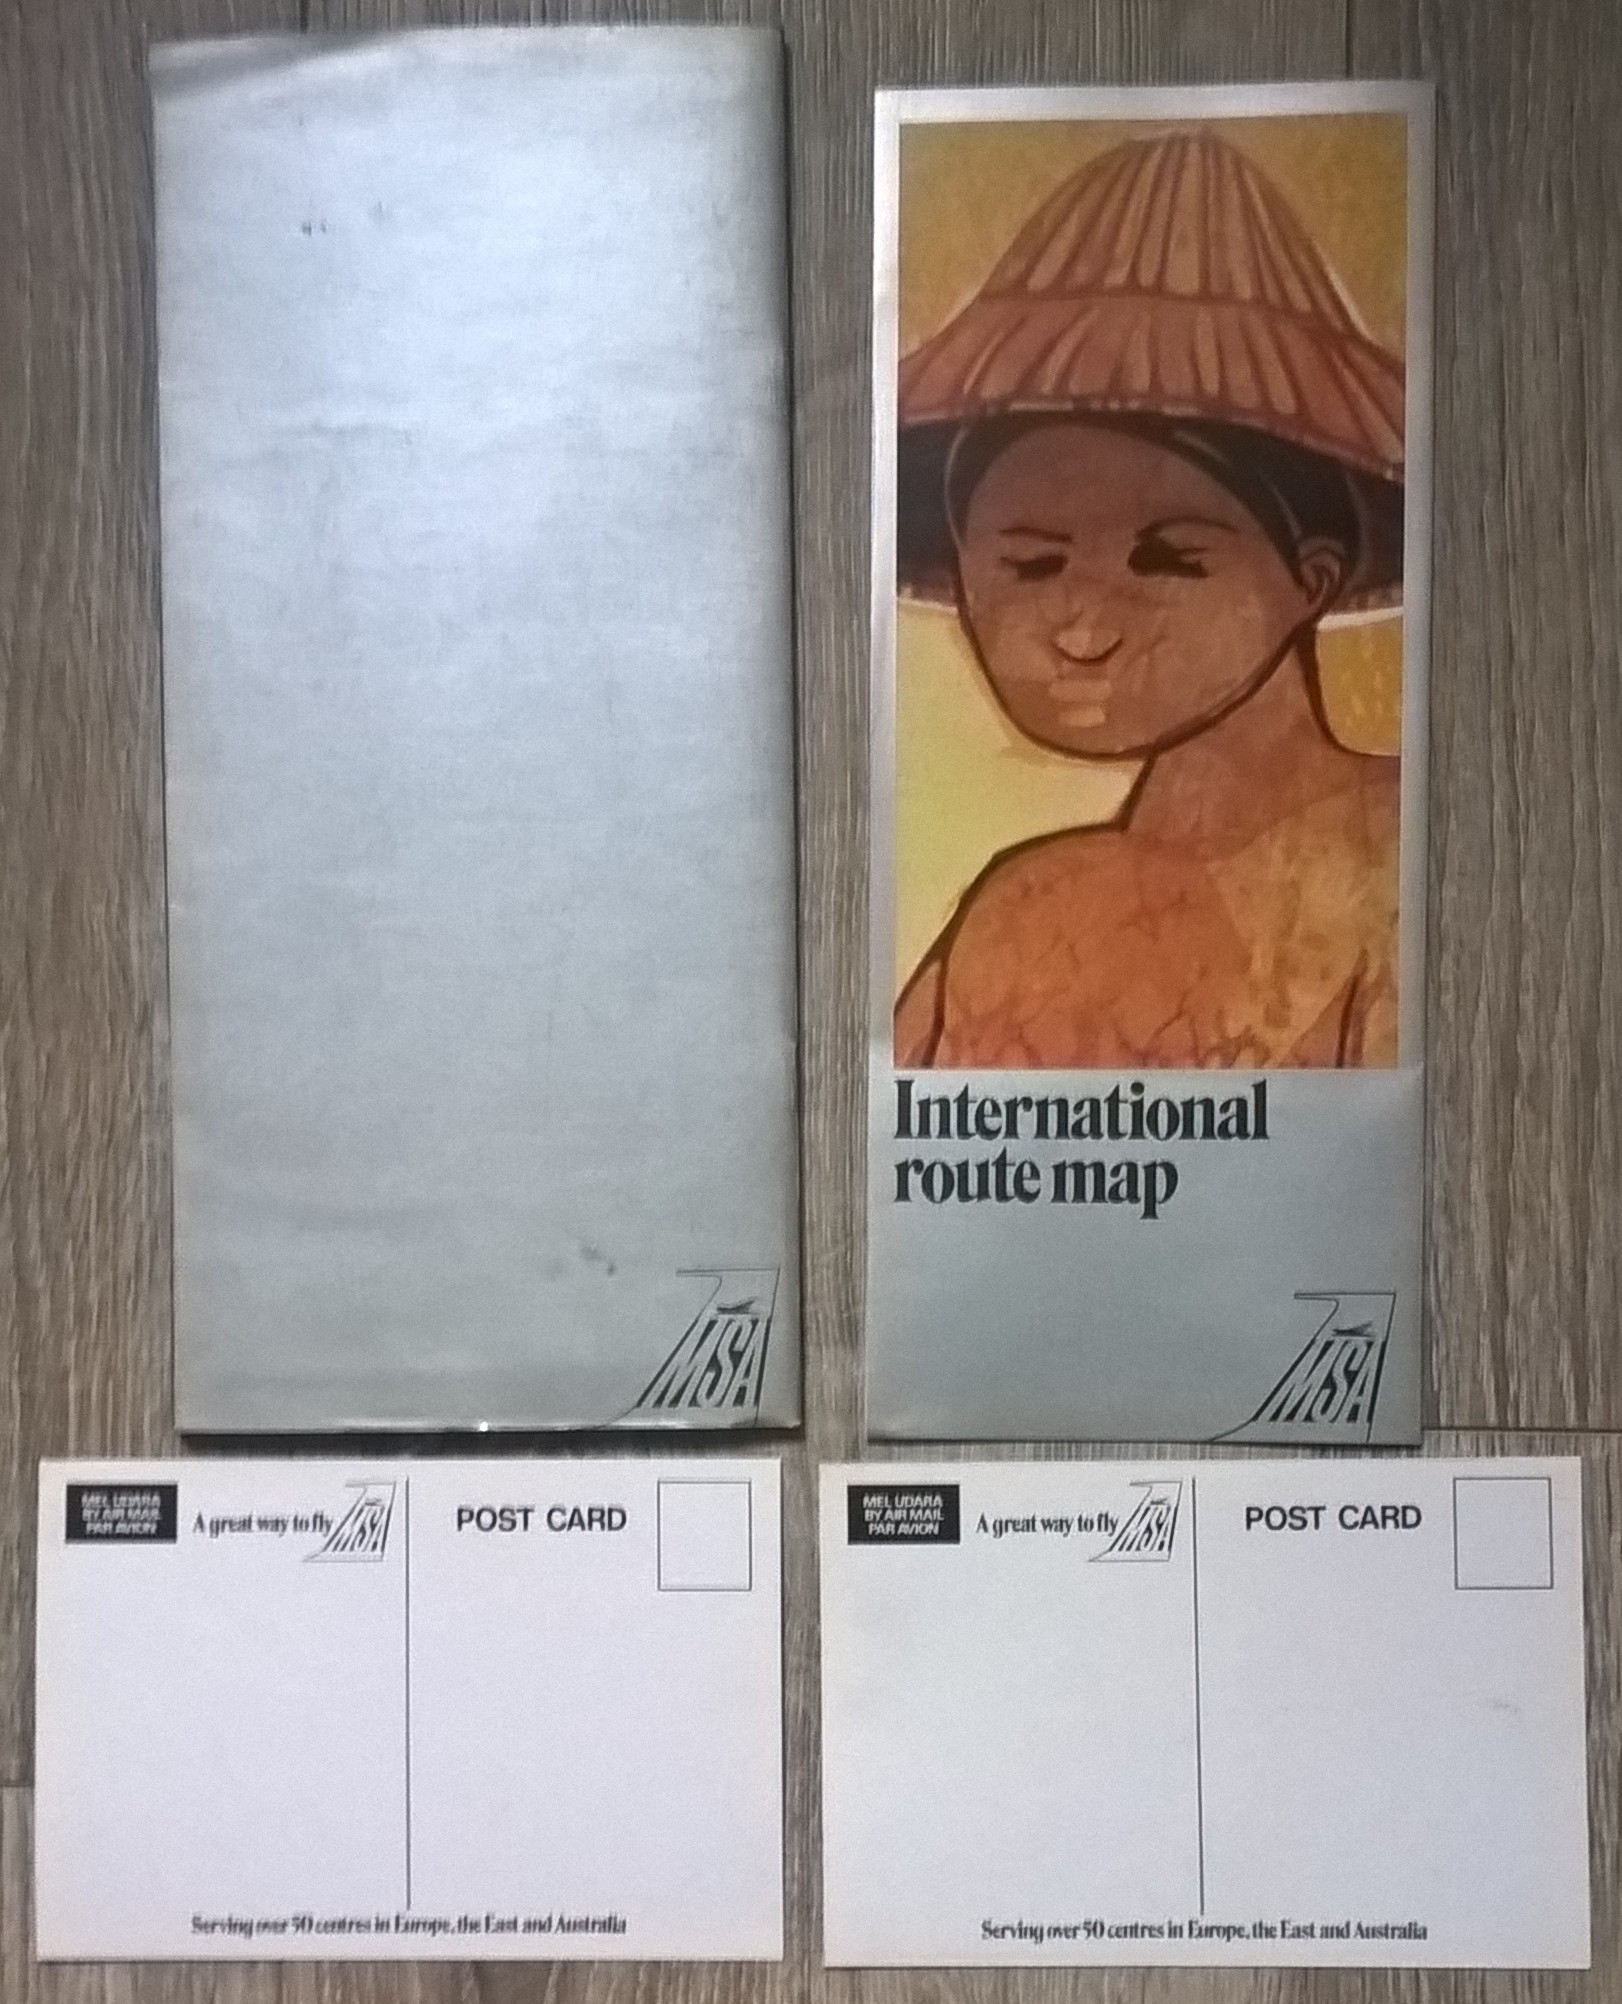 International
route map
MSA
MSA
MEL UDARA
BY AIR MAIL
PAR AVION
A great way to fly
MSA
POST CARD
Serving over 50 centres in Europe, the East and Australia
MEL UDARA
BY AIR MAIL
PAR AVION
A great way to fly
MSA
POST CARD
Serving over 50 centres in Europe, the East and Australia